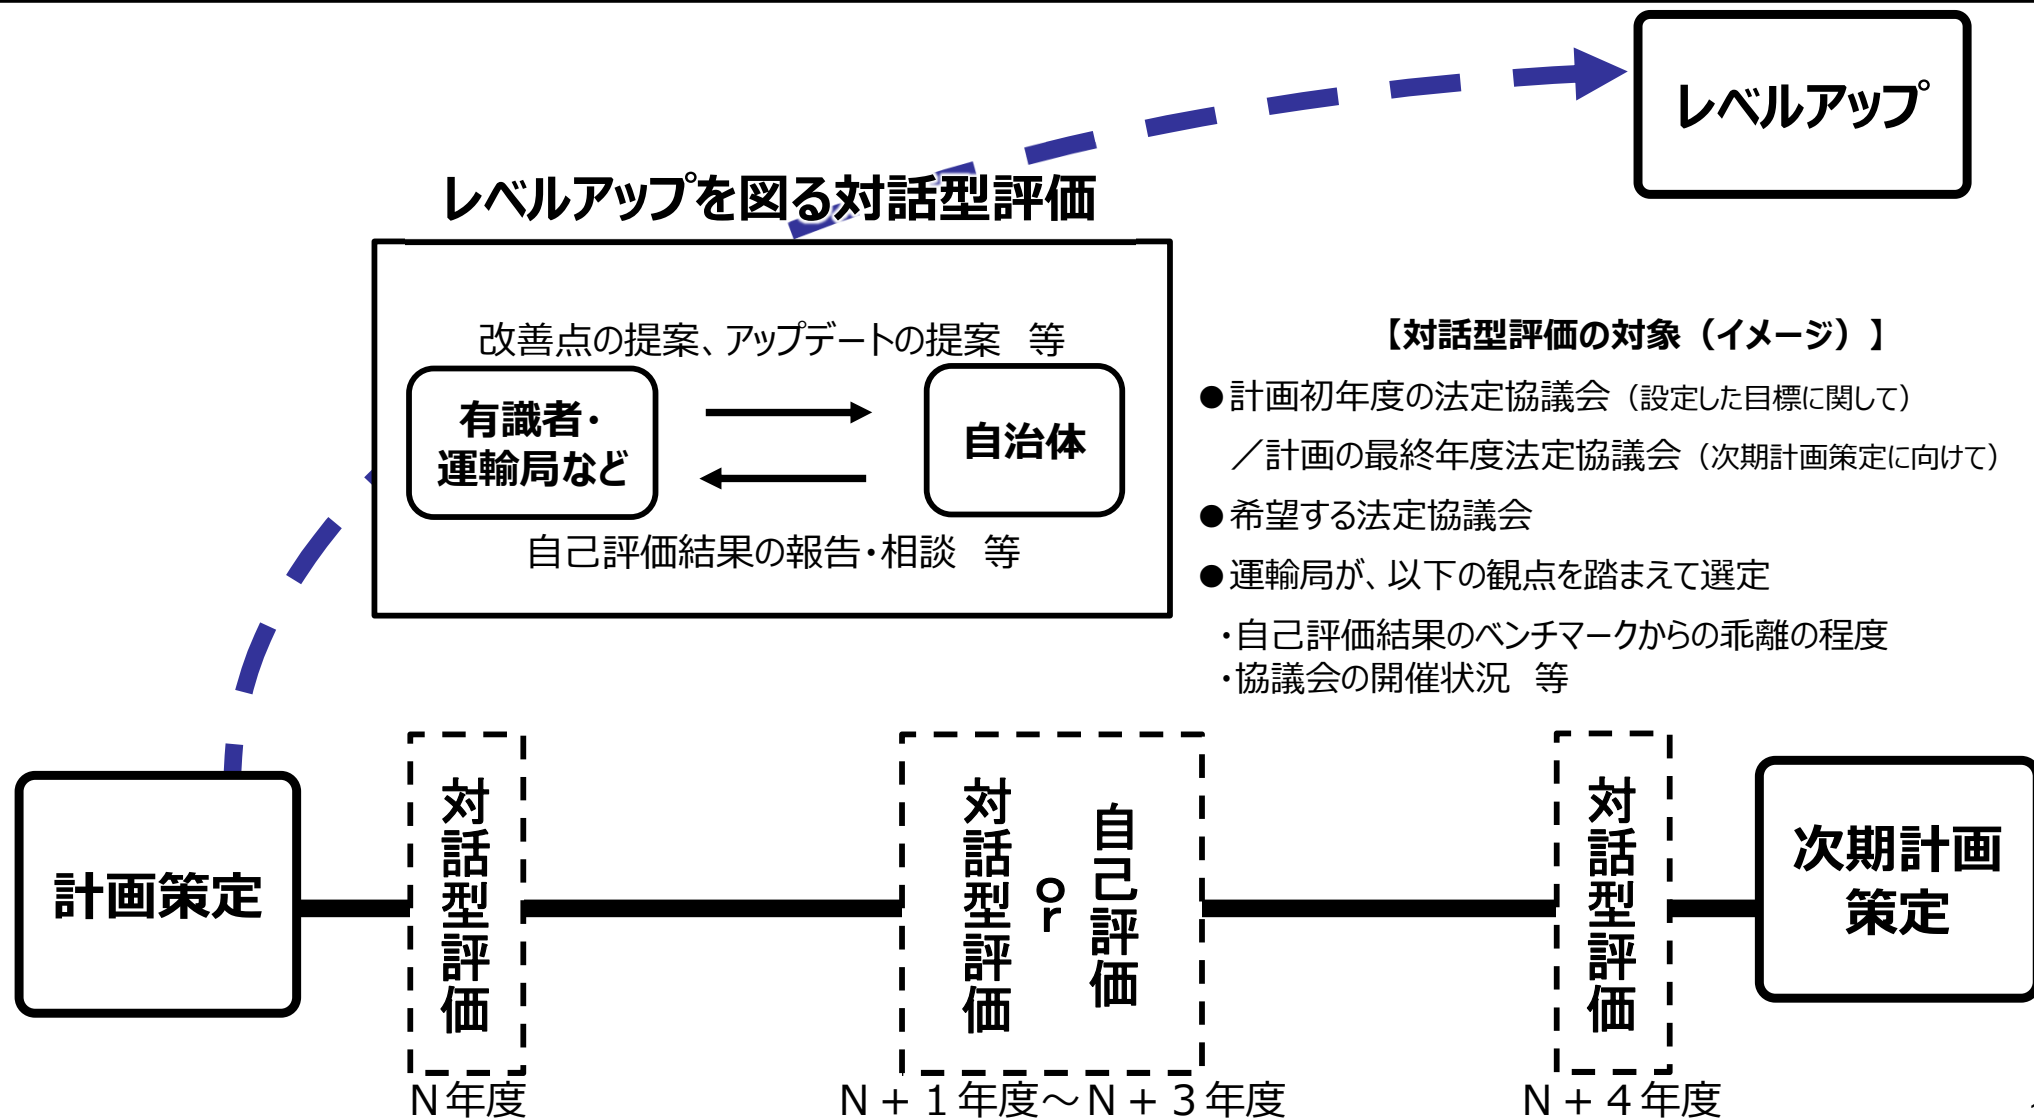 レベルアップ
レベルアップを図る対話型評価
改善点の提案、アップデートの提案　等
有識者・
運輸局など
自治体
自己評価結果の報告・相談　等
【対話型評価の対象（イメージ）】
●計画初年度の法定協議会（設定した目標に関して）
／計画の最終年度法定協議会（次期計画策定に向けて）
●希望する法定協議会
●運輸局が、以下の観点を踏まえて選定
・自己評価結果のベンチマークからの乖離の程度
・協議会の開催状況　等
計画策定
対話型評価
対話型評価
or
自己評価
対話型評価
次期計画
策定
Ｎ年度
Ｎ＋１年度～Ｎ＋３年度
Ｎ＋４年度